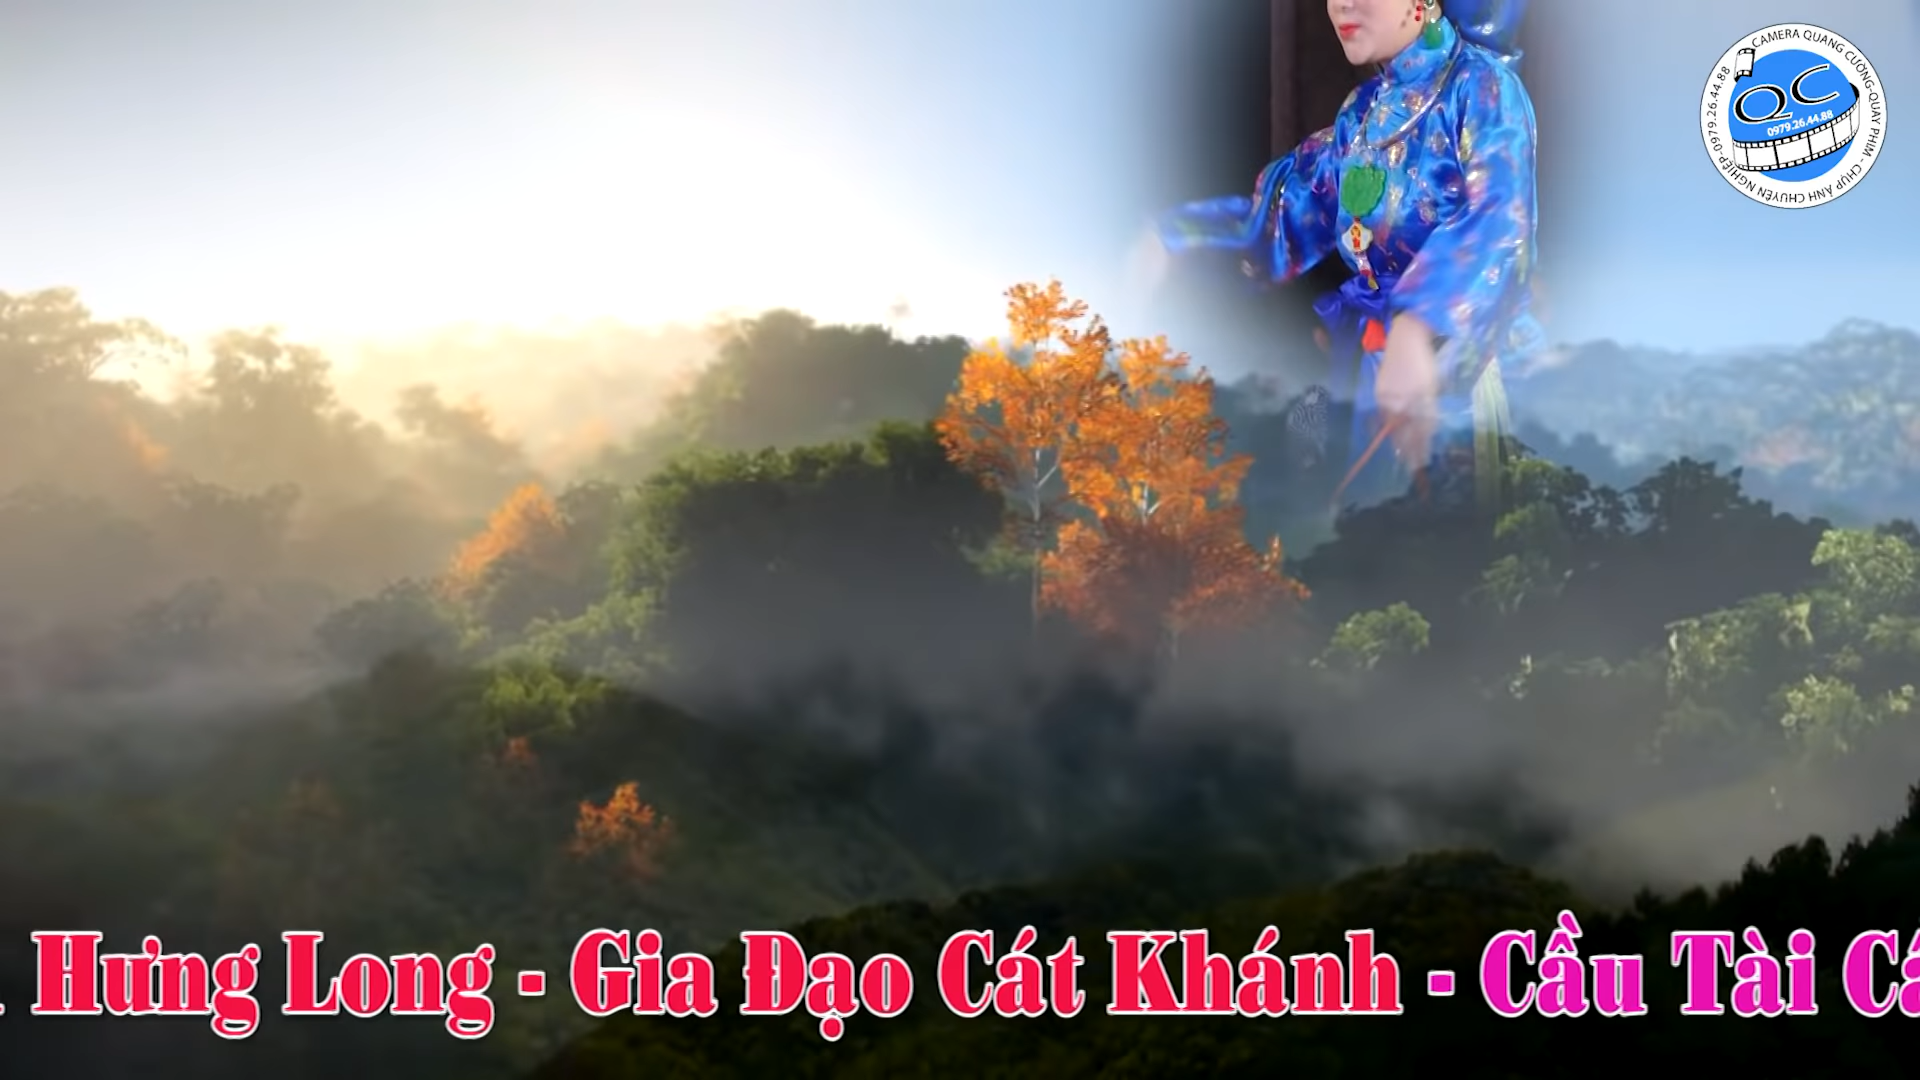 CAMERA QUANG CƯỜNG-QUAY PHIM - CHỤP ẢNH CHUYÊN NGHIỆP-0979.26.44.88
QC
0979.26.44.88
Hưng Long - Gia Đạo Cát Khánh - Cầu Tài Cá